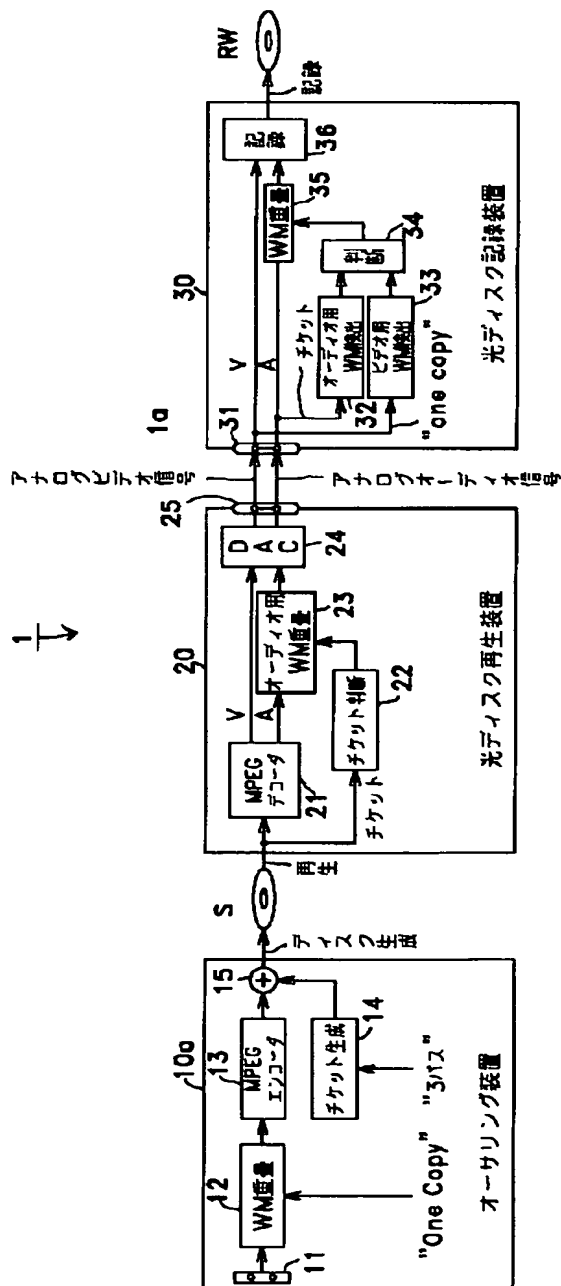 1
10a
11
12
WM重畳
13
MPEG
エンコーダ
14
チケット生成
15
"One Copy"
"3パス"
オーサリング装置
S
ディスク生成
再生
20
21
MPEG
デコーダ
V
A
22
チケット判断
チケット
23
オーディオ用
WM重畳
24
DAC
25
光ディスク再生装置
アナログビデオ信号
アナログオーディオ信号
1a
30
31
V
A
チケット
オーディオ用
WM検出
32
ビデオ用
WM検出
33
"one copy"
判断
34
WM重畳
35
記録
36
光ディスク記録装置
記録
RW